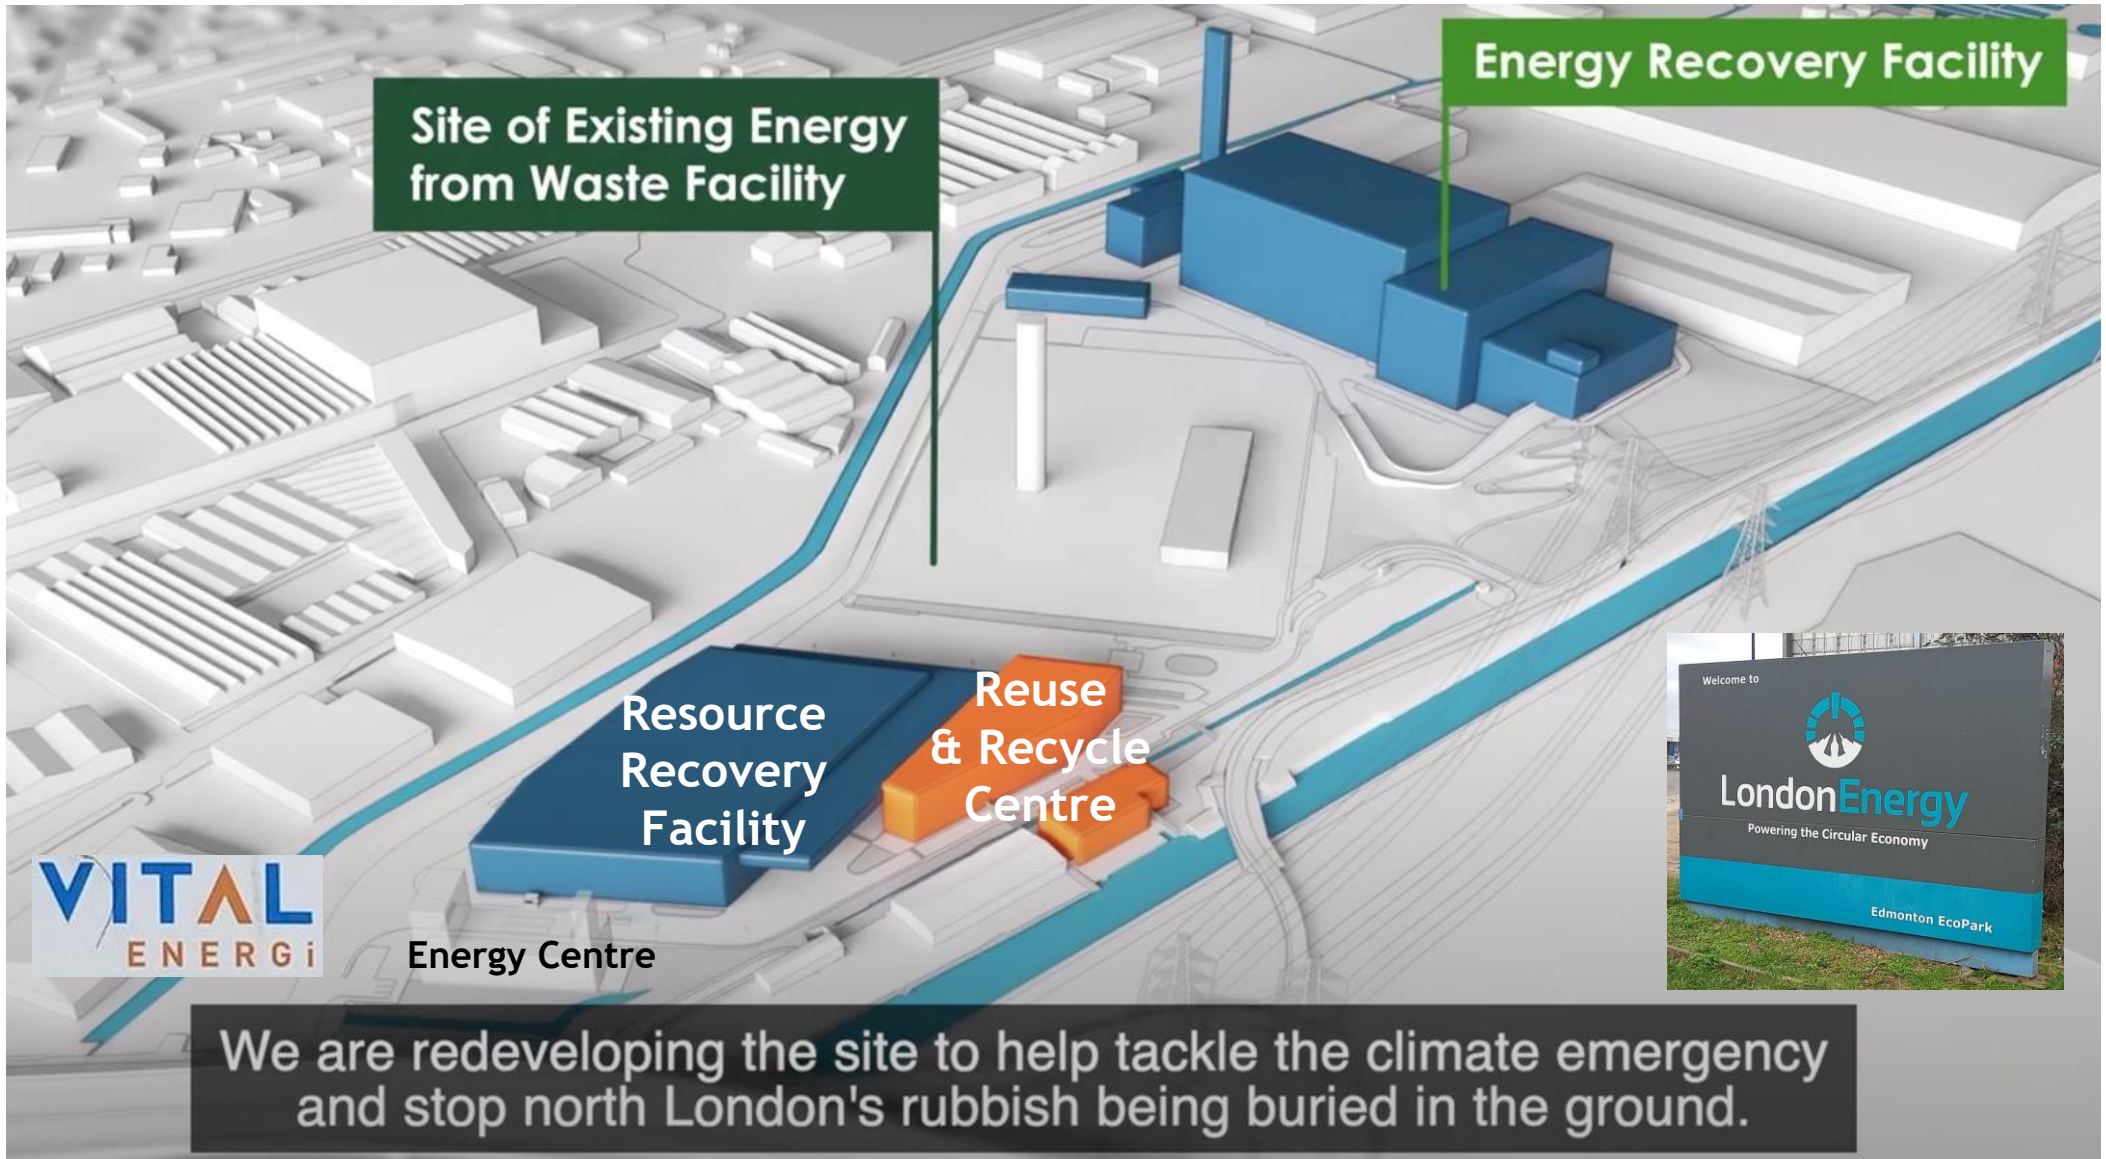 Energy Recovery Facility
Site of Existing Energy
from Waste Facility
Resource
Recovery
Facility
Reuse
& Recycle
Centre
Welcome to
LondonEnergy
Powering the Circular Economy
Edmonton EcoPark
VITAL
ENERGi
Energy Centre
We are redeveloping the site to help tackle the climate emergency
and stop north London's rubbish being buried in the ground.